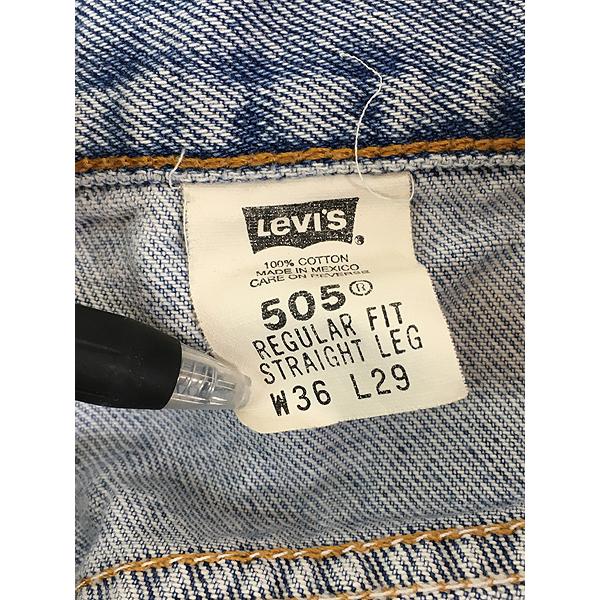 Levi's ®
100% COTTON
MADE IN MEXICO
CARE ON REVERSE
505®
REGULAR FIT
STRAIGHT LEG
W36 L29